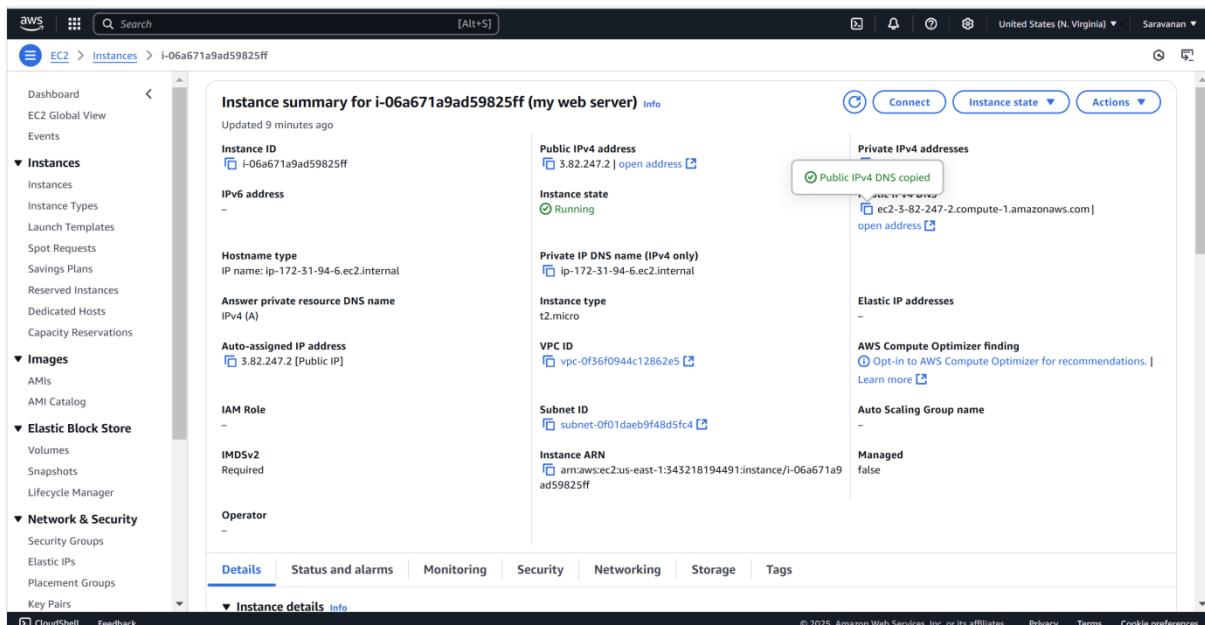 aws
Search
[Alt+S]
United States (N. Virginia)
Saravanan
EC2 > Instances > i-06a671a9ad59825ff
Dashboard
EC2 Global View
Events
Instances
Instances
Instance Types
Launch Templates
Spot Requests
Savings Plans
Reserved Instances
Dedicated Hosts
Capacity Reservations
Images
AMIs
AMI Catalog
Elastic Block Store
Volumes
Snapshots
Lifecycle Manager
Network & Security
Security Groups
Elastic IPs
Placement Groups
Key Pairs
Instance summary for i-06a671a9ad59825ff (my web server) Info
Updated 9 minutes ago
Connect
Instance state
Actions
Instance ID
i-06a671a9ad59825ff
Public IPv4 address
3.82.247.2 | open address
Private IPv4 addresses
Public IPv4 DNS copied
IPv6 address
–
Instance state
Running
Public IPv4 DNS
ec2-3-82-247-2.compute-1.amazonaws.com |
open address
Hostname type
IP name: ip-172-31-94-6.ec2.internal
Private IP DNS name (IPv4 only)
ip-172-31-94-6.ec2.internal
Answer private resource DNS name
IPv4 (A)
Instance type
t2.micro
Elastic IP addresses
–
Auto-assigned IP address
3.82.247.2 [Public IP]
VPC ID
vpc-0f36f0944c12862e5
AWS Compute Optimizer finding
Opt-in to AWS Compute Optimizer for recommendations. |
Learn more
IAM Role
–
Subnet ID
subnet-0f01daeb9f48d5fc4
Auto Scaling Group name
–
IMDSv2
Required
Instance ARN
arn:aws:ec2:us-east-1:343218194491:instance/i-06a671a9
ad59825ff
Managed
false
Operator
–
Details
Status and alarms
Monitoring
Security
Networking
Storage
Tags
Instance details Info
CloudShell
Feedback
© 2025, Amazon Web Services, Inc. or its affiliates.
Privacy
Terms
Cookie preferences